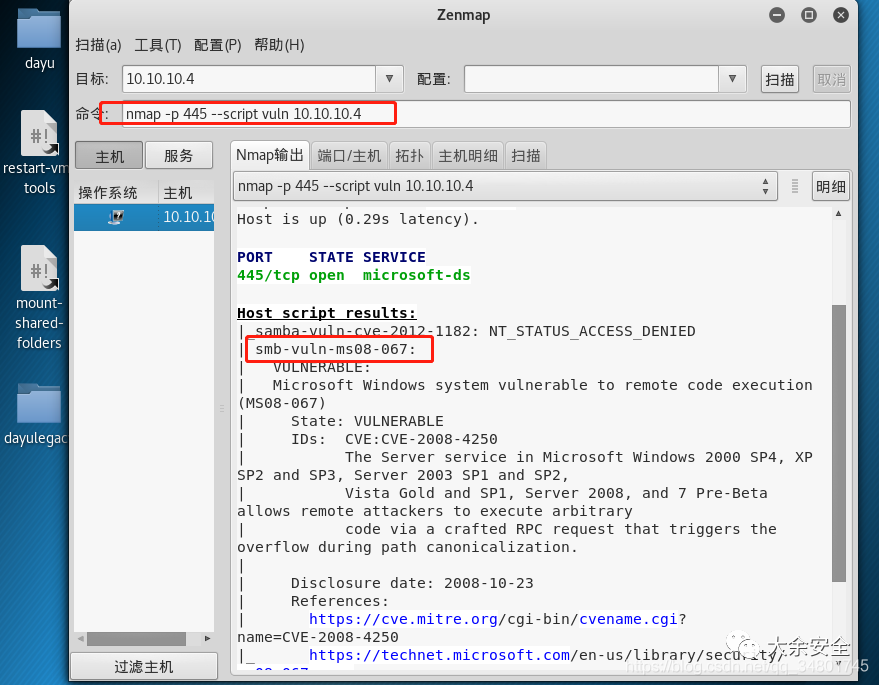 Zenmap
dayu
restart-vm
tools
mount-
shared-
folders
dayulegac
扫描(a) 工具(T) 配置(P) 帮助(H)
目标: 10.10.10.4 配置: 扫描 取消
命令: nmap -p 445 --script vuln 10.10.10.4
主机 服务
操作系统 主机
10.10.10
过滤主机
Nmap输出 端口/主机 拓扑 主机明细 扫描
nmap -p 445 --script vuln 10.10.10.4 明细
Host is up (0.29s latency).
PORT STATE SERVICE
445/tcp open microsoft-ds
Host script results:
|_samba-vuln-cve-2012-1182: NT_STATUS_ACCESS_DENIED
| smb-vuln-ms08-067:
| VULNERABLE:
| Microsoft Windows system vulnerable to remote code execution
(MS08-067)
| State: VULNERABLE
| IDs: CVE:CVE-2008-4250
| The Server service in Microsoft Windows 2000 SP4, XP
SP2 and SP3, Server 2003 SP1 and SP2,
| Vista Gold and SP1, Server 2008, and 7 Pre-Beta
allows remote attackers to execute arbitrary
| code via a crafted RPC request that triggers the
overflow during path canonicalization.
|
| Disclosure date: 2008-10-23
| References:
| https://cve.mitre.org/cgi-bin/cvename.cgi?
name=CVE-2008-4250
|_ https://technet.microsoft.com/en-us/library/security/
大余安全